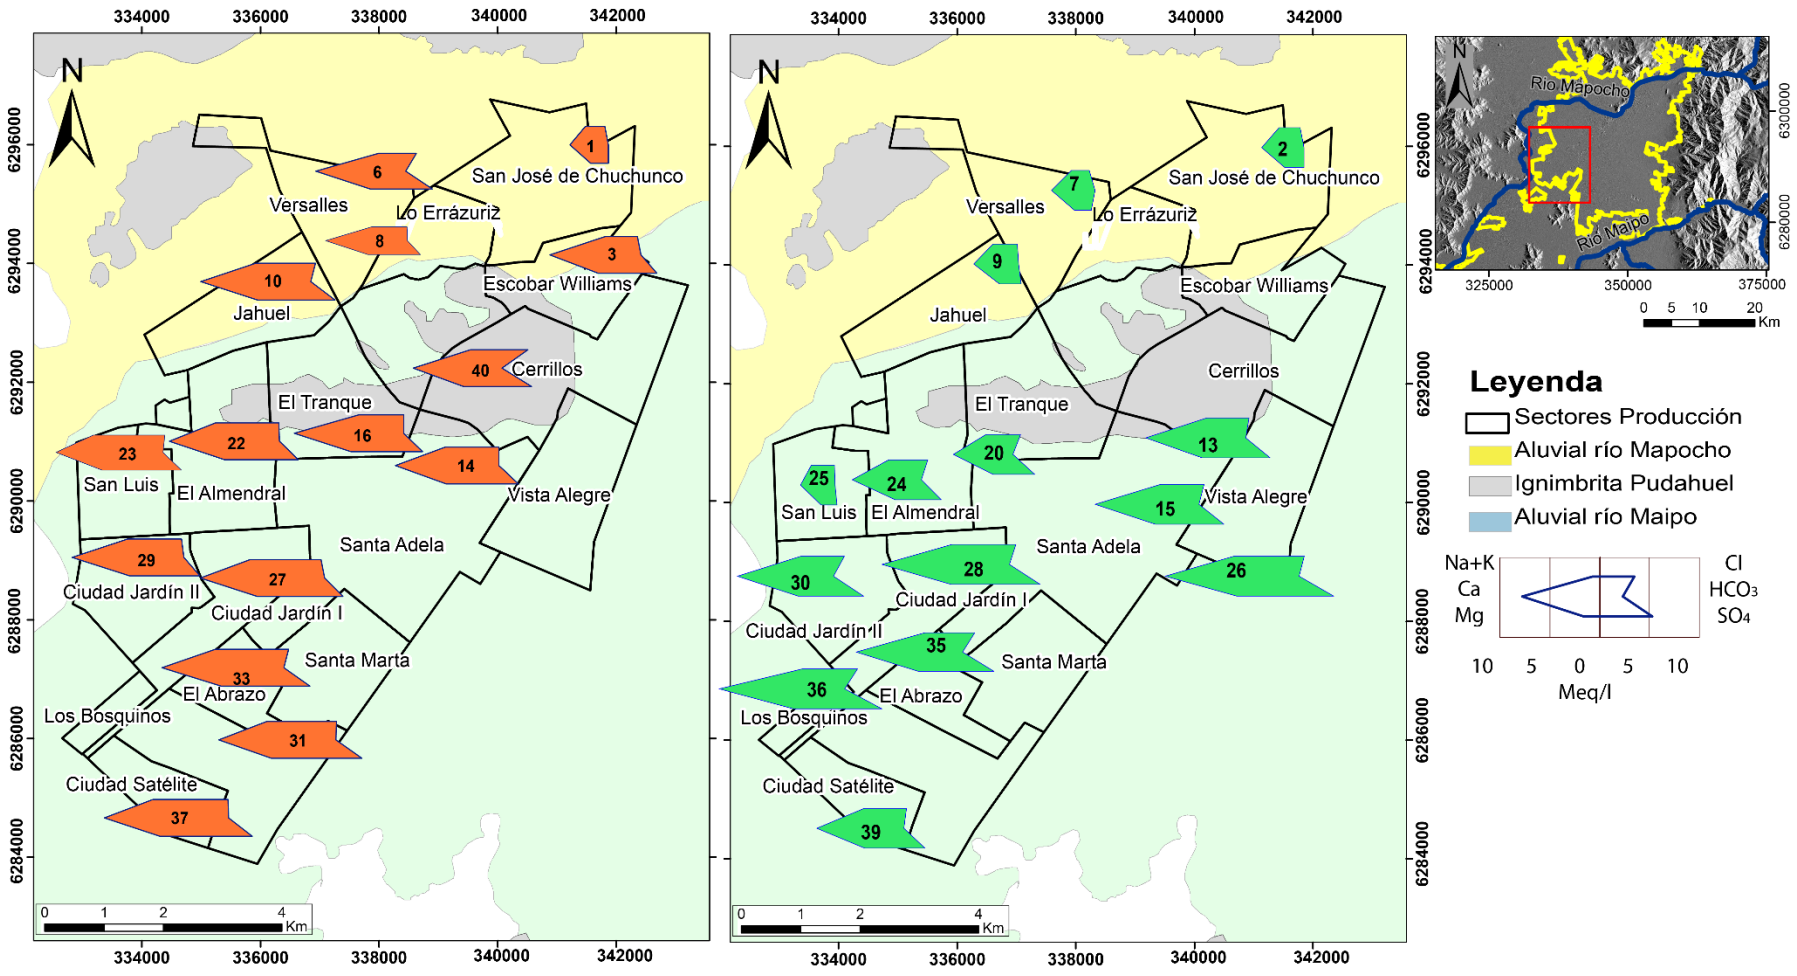 334000 336000 338000 340000 342000
6296000
6294000
6292000
6290000
6288000
6286000
6284000
N
1
6
San José de Chuchunco
Versalles
Lo Errázuriz
8
3
10
Escobar Williams
Jahuel
40
Cerrillos
El Tranque
16
22
23
14
San Luis
El Almendral
Vista Alegre
Santa Adela
29
27
Ciudad Jardín II
Ciudad Jardín I
Santa Marta
33
El Abrazo
Los Bosquinos
31
Ciudad Satélite
37
0 1 2 4
Km
334000 336000 338000 340000 342000
334000 336000 338000 340000 342000
N
2
San José de Chuchunco
7
Versalles
Lo Errázuriz
9
Escobar Williams
Jahuel
Cerrillos
El Tranque
13
20
25
24
Vista Alegre
15
San Luis
El Almendral
Santa Adela
28
26
30
Ciudad Jardín I
Ciudad Jardín II
35
Santa Marta
36
El Abrazo
Los Bosquinos
Ciudad Satélite
39
0 1 2 4
Km
334000 336000 338000 340000 342000
6296000
6294000
6292000
6290000
6288000
6286000
6284000
N
Río Mapocho
Río Maipo
6300000
6280000
325000 350000 375000
0 5 10 20
Km
Leyenda
Sectores Producción
Aluvial río Mapocho
Ignimbrita Pudahuel
Aluvial río Maipo
Na+K Cl
Ca HCO3
Mg SO4
10 5 0 5 10
Meq/l